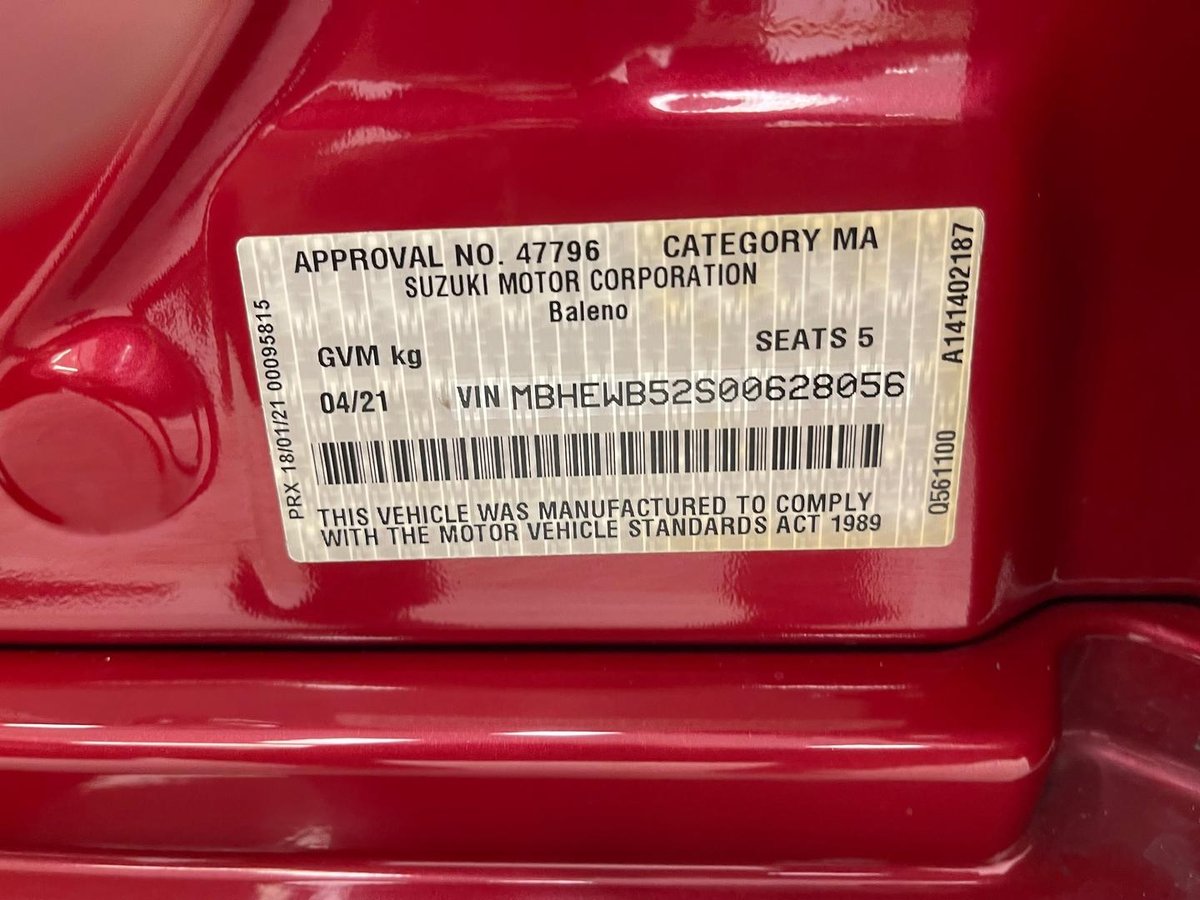 APPROVAL NO. 47796 CATEGORY MA
SUZUKI MOTOR CORPORATION
Baleno
GVM kg SEATS 5
04/21 VIN MBHEWB52S00628056
THIS VEHICLE WAS MANUFACTURED TO COMPLY
WITH THE MOTOR VEHICLE STANDARDS ACT 1989
PRX 18/01/21 00095815
A141402187
Q561100